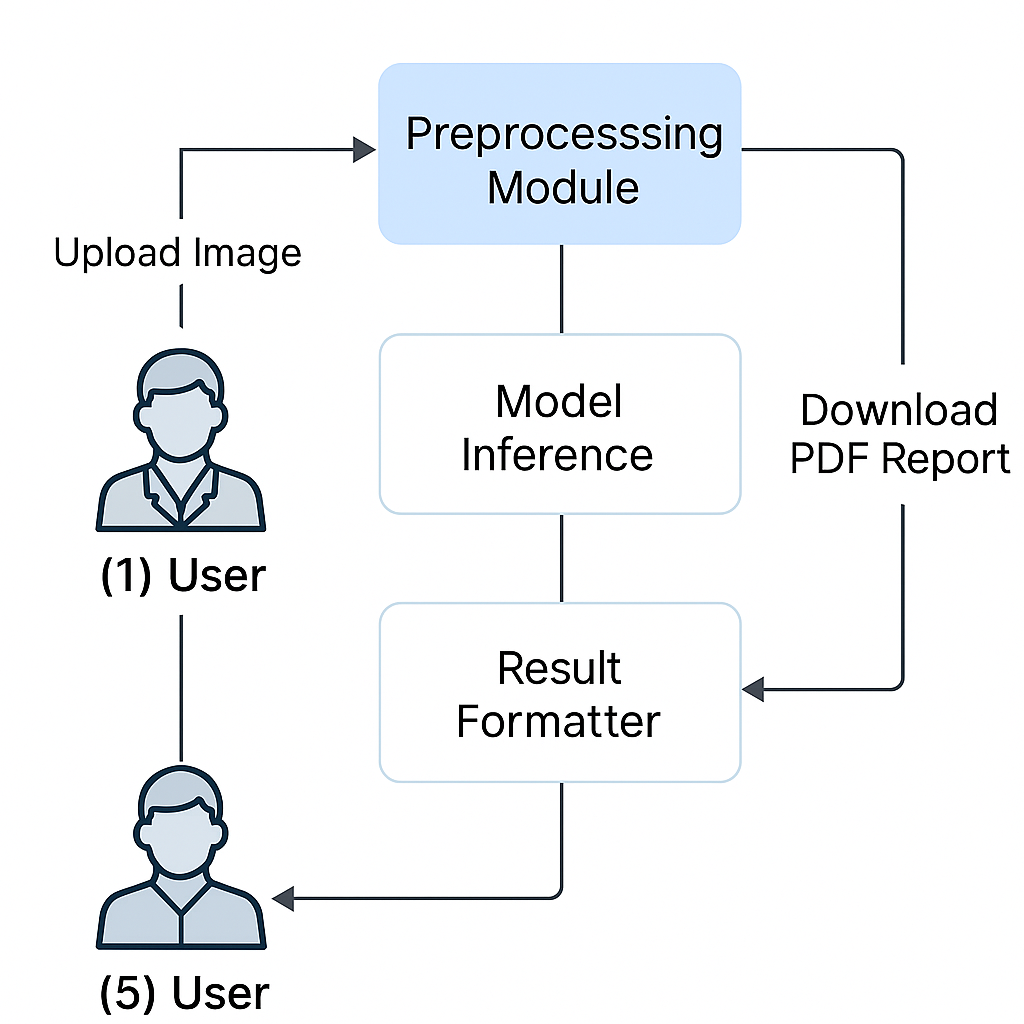 Preprocesssing
Module
Upload Image
Model
Inference
Download
PDF Report
(1) User
Result
Formatter
(5) User